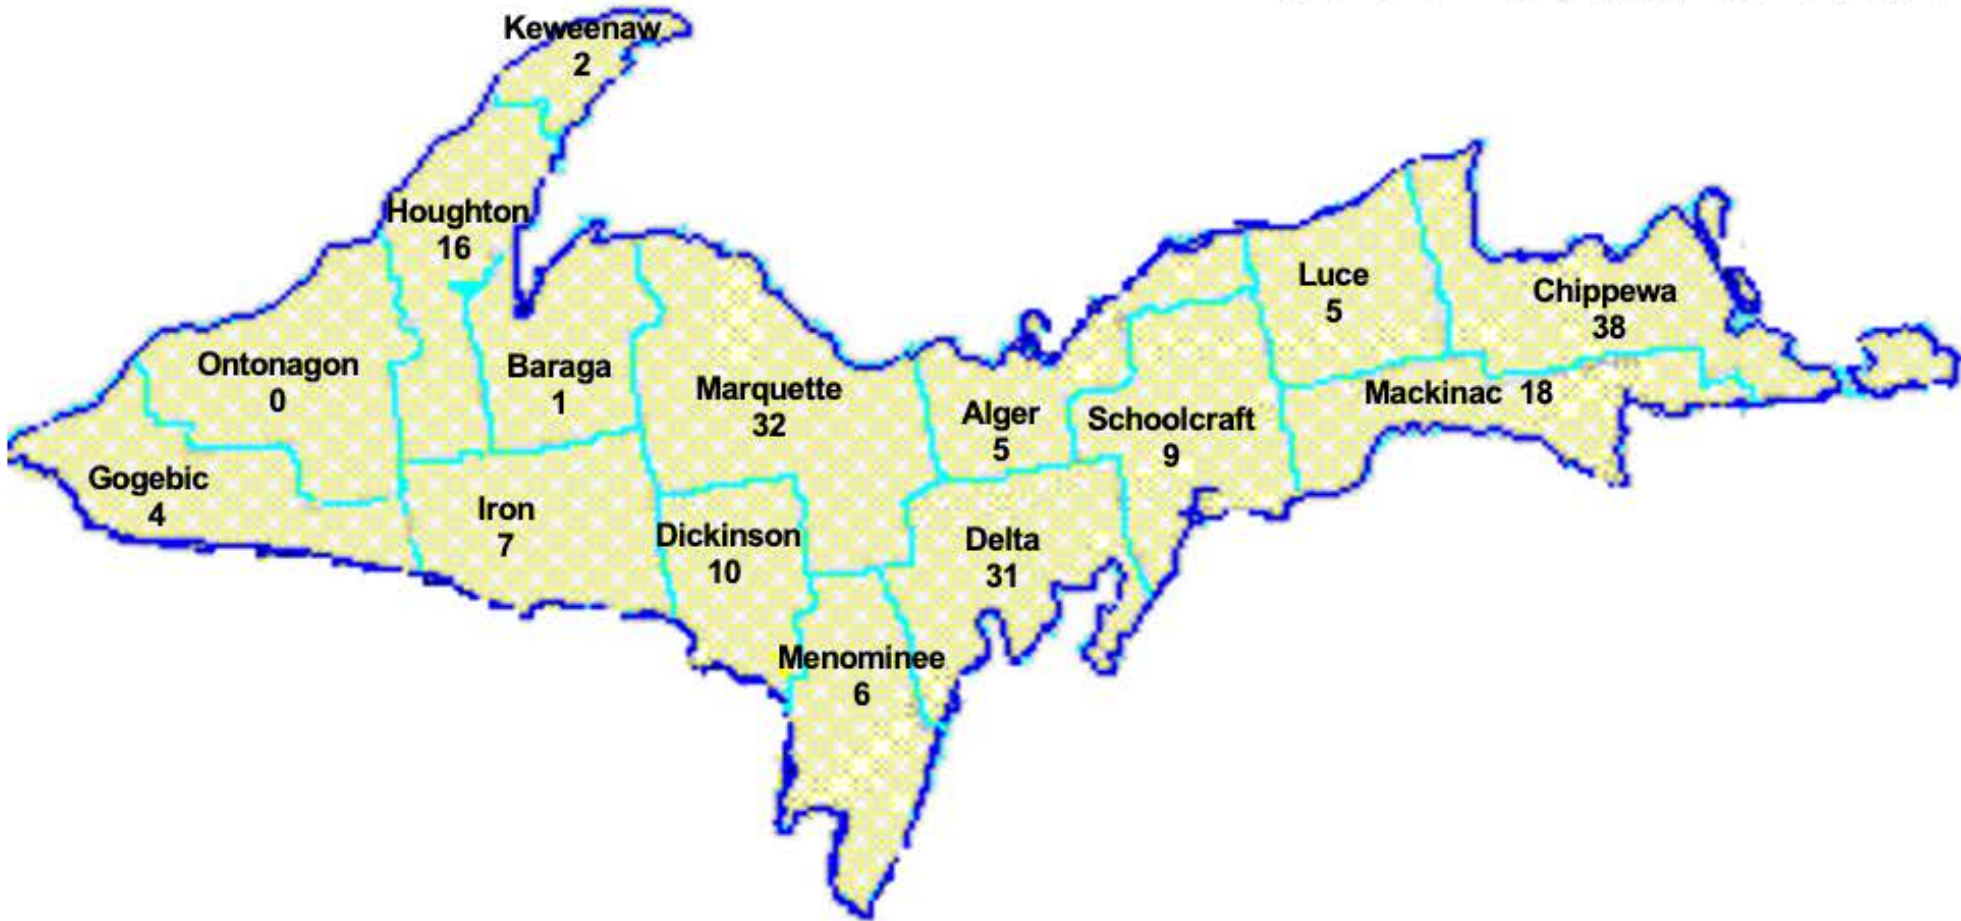 Keweenaw
2
Houghton
16
Luce
5
Chippewa
38
Ontonagon
0
Baraga
1
Marquette
32
Alger
5
Schoolcraft
9
Mackinac 18
Gogebic
4
Iron
7
Dickinson
10
Delta
31
Menominee
6